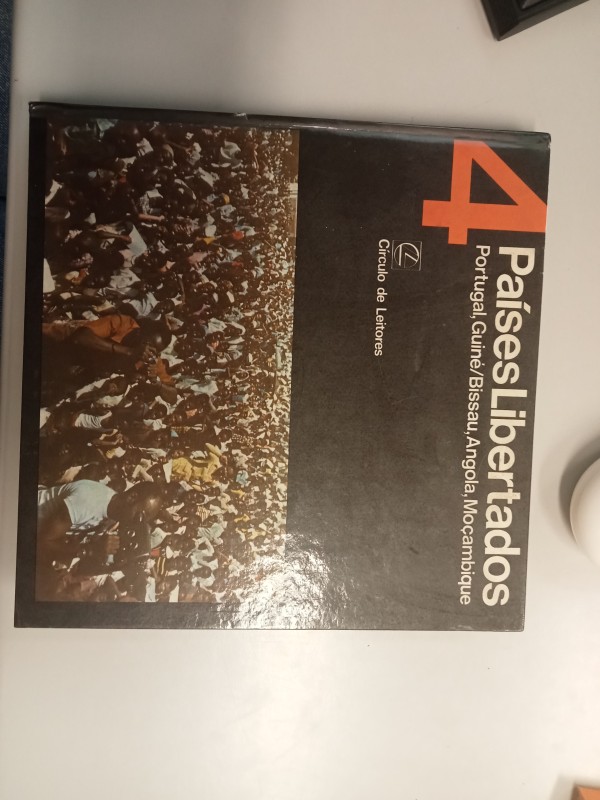 4 Países Libertados
Portugal, Guiné/Bissau, Angola, Moçambique
Círculo de Leitores